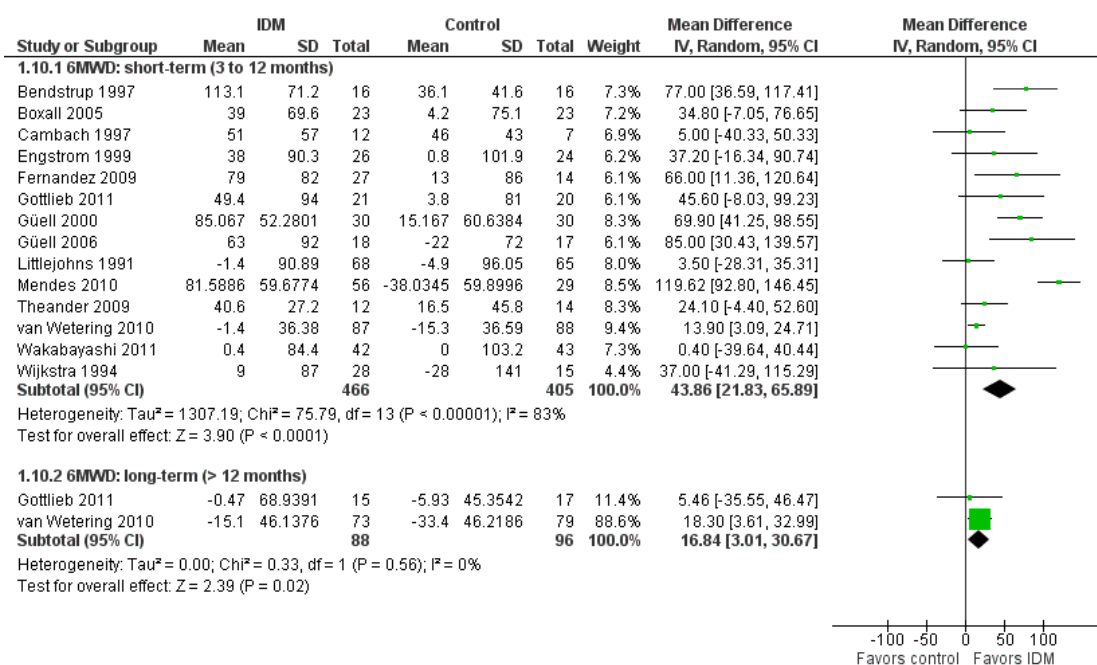 IDM Control Mean Difference Mean Difference
Study or Subgroup Mean SD Total Mean SD Total Weight IV, Random, 95% CI IV, Random, 95% CI
1.10.1 6MWD: short-term (3 to 12 months)
Bendstrup 1997 113.1 71.2 16 36.1 41.6 16 7.3% 77.00 [36.59, 117.41]
Boxall 2005 39 69.6 23 4.2 75.1 23 7.2% 34.80 [-7.05, 76.65]
Cambach 1997 51 57 12 46 43 7 6.9% 5.00 [-40.33, 50.33]
Engstrom 1999 38 90.3 26 0.8 101.9 24 6.2% 37.20 [-16.34, 90.74]
Fernandez 2009 79 82 27 13 86 14 6.1% 66.00 [11.36, 120.64]
Gottlieb 2011 49.4 94 21 3.8 81 20 6.2% 45.60 [-8.03, 99.23]
Güell 2000 85.067 52.2801 30 15.167 60.6384 30 8.3% 69.90 [41.25, 98.55]
Güell 2006 63 92 18 -22 72 17 6.1% 85.00 [30.43, 139.57]
Littlejohns 1991 -1.4 90.89 68 -4.9 96.05 65 8.0% 3.50 [-28.31, 35.31]
Mendes 2010 81.5886 59.6774 56 -38.0345 59.8996 29 8.5% 119.62 [92.80, 146.45]
Theander 2009 40.6 27.2 12 16.5 45.8 14 8.3% 24.10 [-4.40, 52.60]
van Wetering 2010 -1.4 36.38 87 -15.3 36.59 88 9.4% 13.90 [3.09, 24.71]
Wakabayashi 2011 0.4 84.4 42 0 103.2 43 7.3% 0.40 [-39.64, 40.44]
Wijkstra 1994 9 87 28 -28 141 15 4.4% 37.00 [-41.29, 115.29]
Subtotal (95% CI) 466 405 100.0% 43.86 [21.83, 65.89]
Heterogeneity: Tau² = 1307.19; Chi² = 75.79, df = 13 (P < 0.00001); I² = 83%
Test for overall effect: Z = 3.90 (P < 0.0001)
1.10.2 6MWD: long-term (> 12 months)
Gottlieb 2011 -0.47 68.9391 15 -5.93 45.3542 17 11.4% 5.46 [-35.55, 46.47]
van Wetering 2010 -15.1 46.1376 73 -33.4 46.2186 79 88.6% 18.30 [3.61, 32.99]
Subtotal (95% CI) 88 96 100.0% 16.84 [3.01, 30.67]
Heterogeneity: Tau² = 0.00; Chi² = 0.33, df = 1 (P = 0.56); I² = 0%
Test for overall effect: Z = 2.39 (P = 0.02)
-100 -50 0 50 100
Favors control Favors IDM